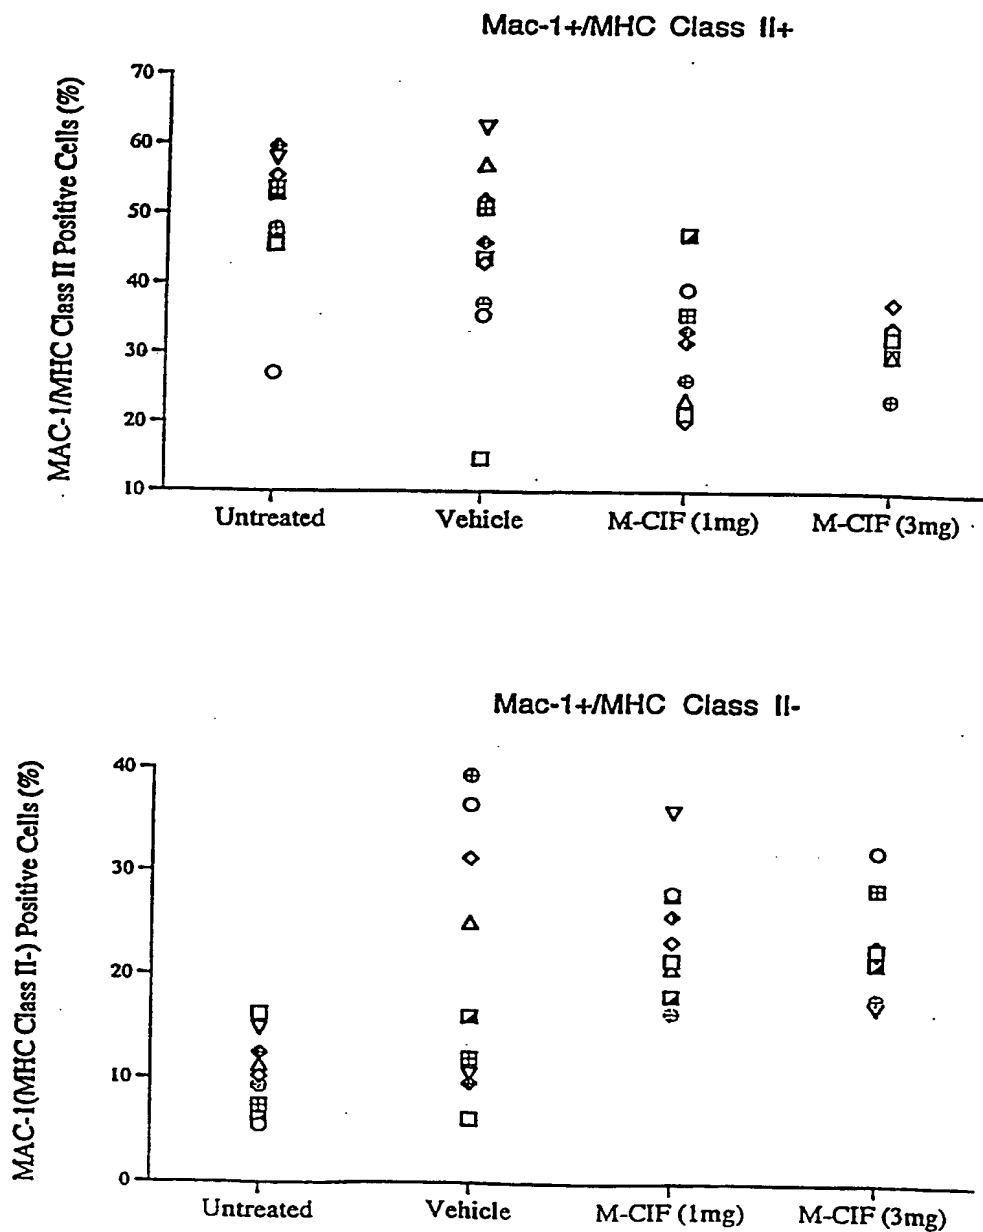 Mac-1+/MHC Class II+
MAC-1/MHC Class II Positive Cells (%)
70
60
50
40
30
20
10
Untreated
Vehicle
M-CIF (1mg)
M-CIF (3mg)
Mac-1+/MHC Class II-
MAC-1(MHC Class II-) Positive Cells (%)
40
30
20
10
0
Untreated
Vehicle
M-CIF (1mg)
M-CIF (3mg)